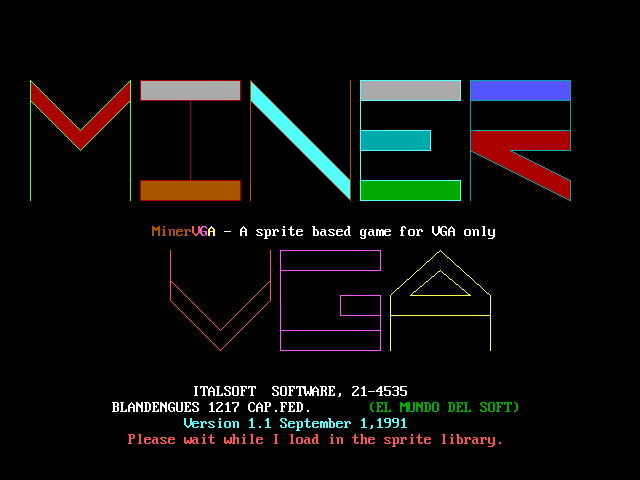 MINER
MinerVGA - A sprite based game for VGA only
VGA
ITALSOFT SOFTWARE, 21-4535
BLANDENGUES 1217 CAP.FED. (EL MUNDO DEL SOFT)
Version 1.1 September 1,1991
Please wait while I load in the sprite library.